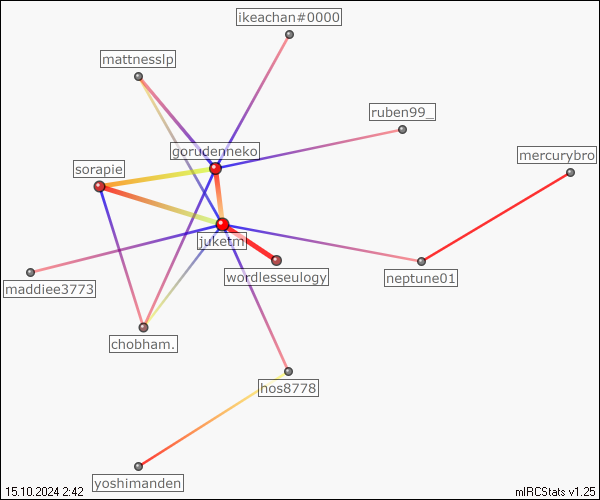 ikeachan#0000
mattnesslp
ruben99_
gorudenneko
mercurybro
sorapie
juketm
wordlesseulogy
neptune01
maddiee3773
chobham.
hos8778
yoshimanden
15.10.2024 2:42
mIRCStats v1.25